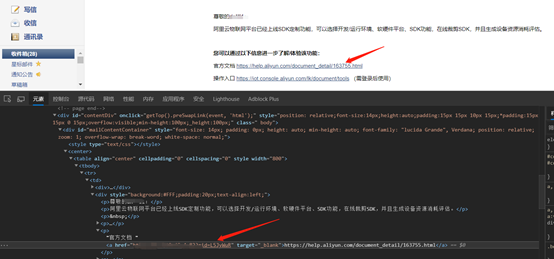 写信
收信
通讯录
收件箱(28)
星标邮件
通知公告
草稿箱
尊敬的
阿里云物联网平台已经上线SDK定制功能，可以选择开发/运行环境、软硬件平台、SDK功能、在线裁剪SDK、并且生成设备资源消耗评估。
您可以通过以下信息进一步了解/体验该功能：
官方文档 https://help.aliyun.com/document_detail/163755.html
操作入口 https://iot.console.aliyun.com/lk/document/tools （需登录后使用）
元素 控制台 源代码 网络 性能 内存 应用程序 安全 Lighthouse Adblock Plus
<!-- page end-->
<div id="contentDiv" onclick="getTop().preSwapLink(event, 'html');" style="position: relative;font-size:14px;height:auto;padding:15px 15px 10px 15px;*padding:15px
15px 0 15px;overflow:visible;min-height:100px;_height:100px;" class=" body">
<div id="mailContentContainer" style="font-size: 14px; padding: 0px; height: auto; min-height: auto; font-family: "lucida Grande", Verdana; position: relative;
zoom: 1; overflow-wrap: break-word; white-space: normal;">
<style type="text/css"></style>
<center>
<table align="center" cellpadding="0" cellspacing="0" style width="800">
<tbody>
<tr>
<td>
<div>…</div>
<div style="background:#FFF;padding:20px;text-align:left;">
<p>尊敬的 </p>
<p>阿里云物联网平台已经上线SDK定制功能，可以选择开发/运行环境、软硬件平台、SDK功能、在线裁剪SDK、并且生成设备资源消耗评估。</p>
<p>&nbsp;</p>
<p>
"官方文档 "
<a href=" " target="_blank">https://help.aliyun.com/document_detail/163755.html</a> == $0
</p>